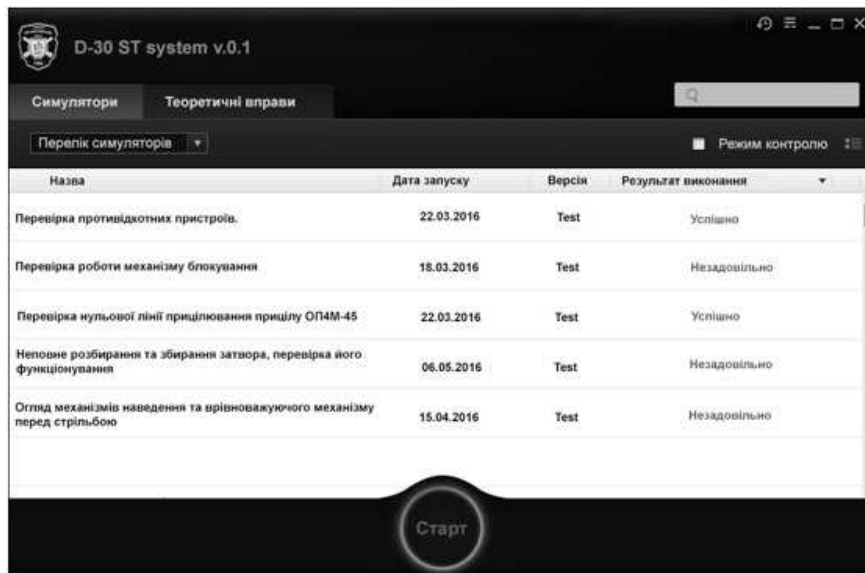 D-30 ST system v.0.1
Симулятори Теоретичні вправи
Перелік симуляторів Режим контролю
Назва Дата запуску Версія Результат виконання
Перевірка противідкотних пристроїв. 22.03.2016 Test Успішно
Перевірка роботи механізму блокування 18.03.2016 Test Незадовільно
Перевірка нульової лінії прицілювання прицілу ОП4М-45 22.03.2016 Test Успішно
Неповне розбирання та збирання затвора, перевірка його
функціонування 06.05.2016 Test Незадовільно
Огляд механізмів наведення та врівноважуючого механізму
перед стрільбою 15.04.2016 Test Незадовільно
Старт